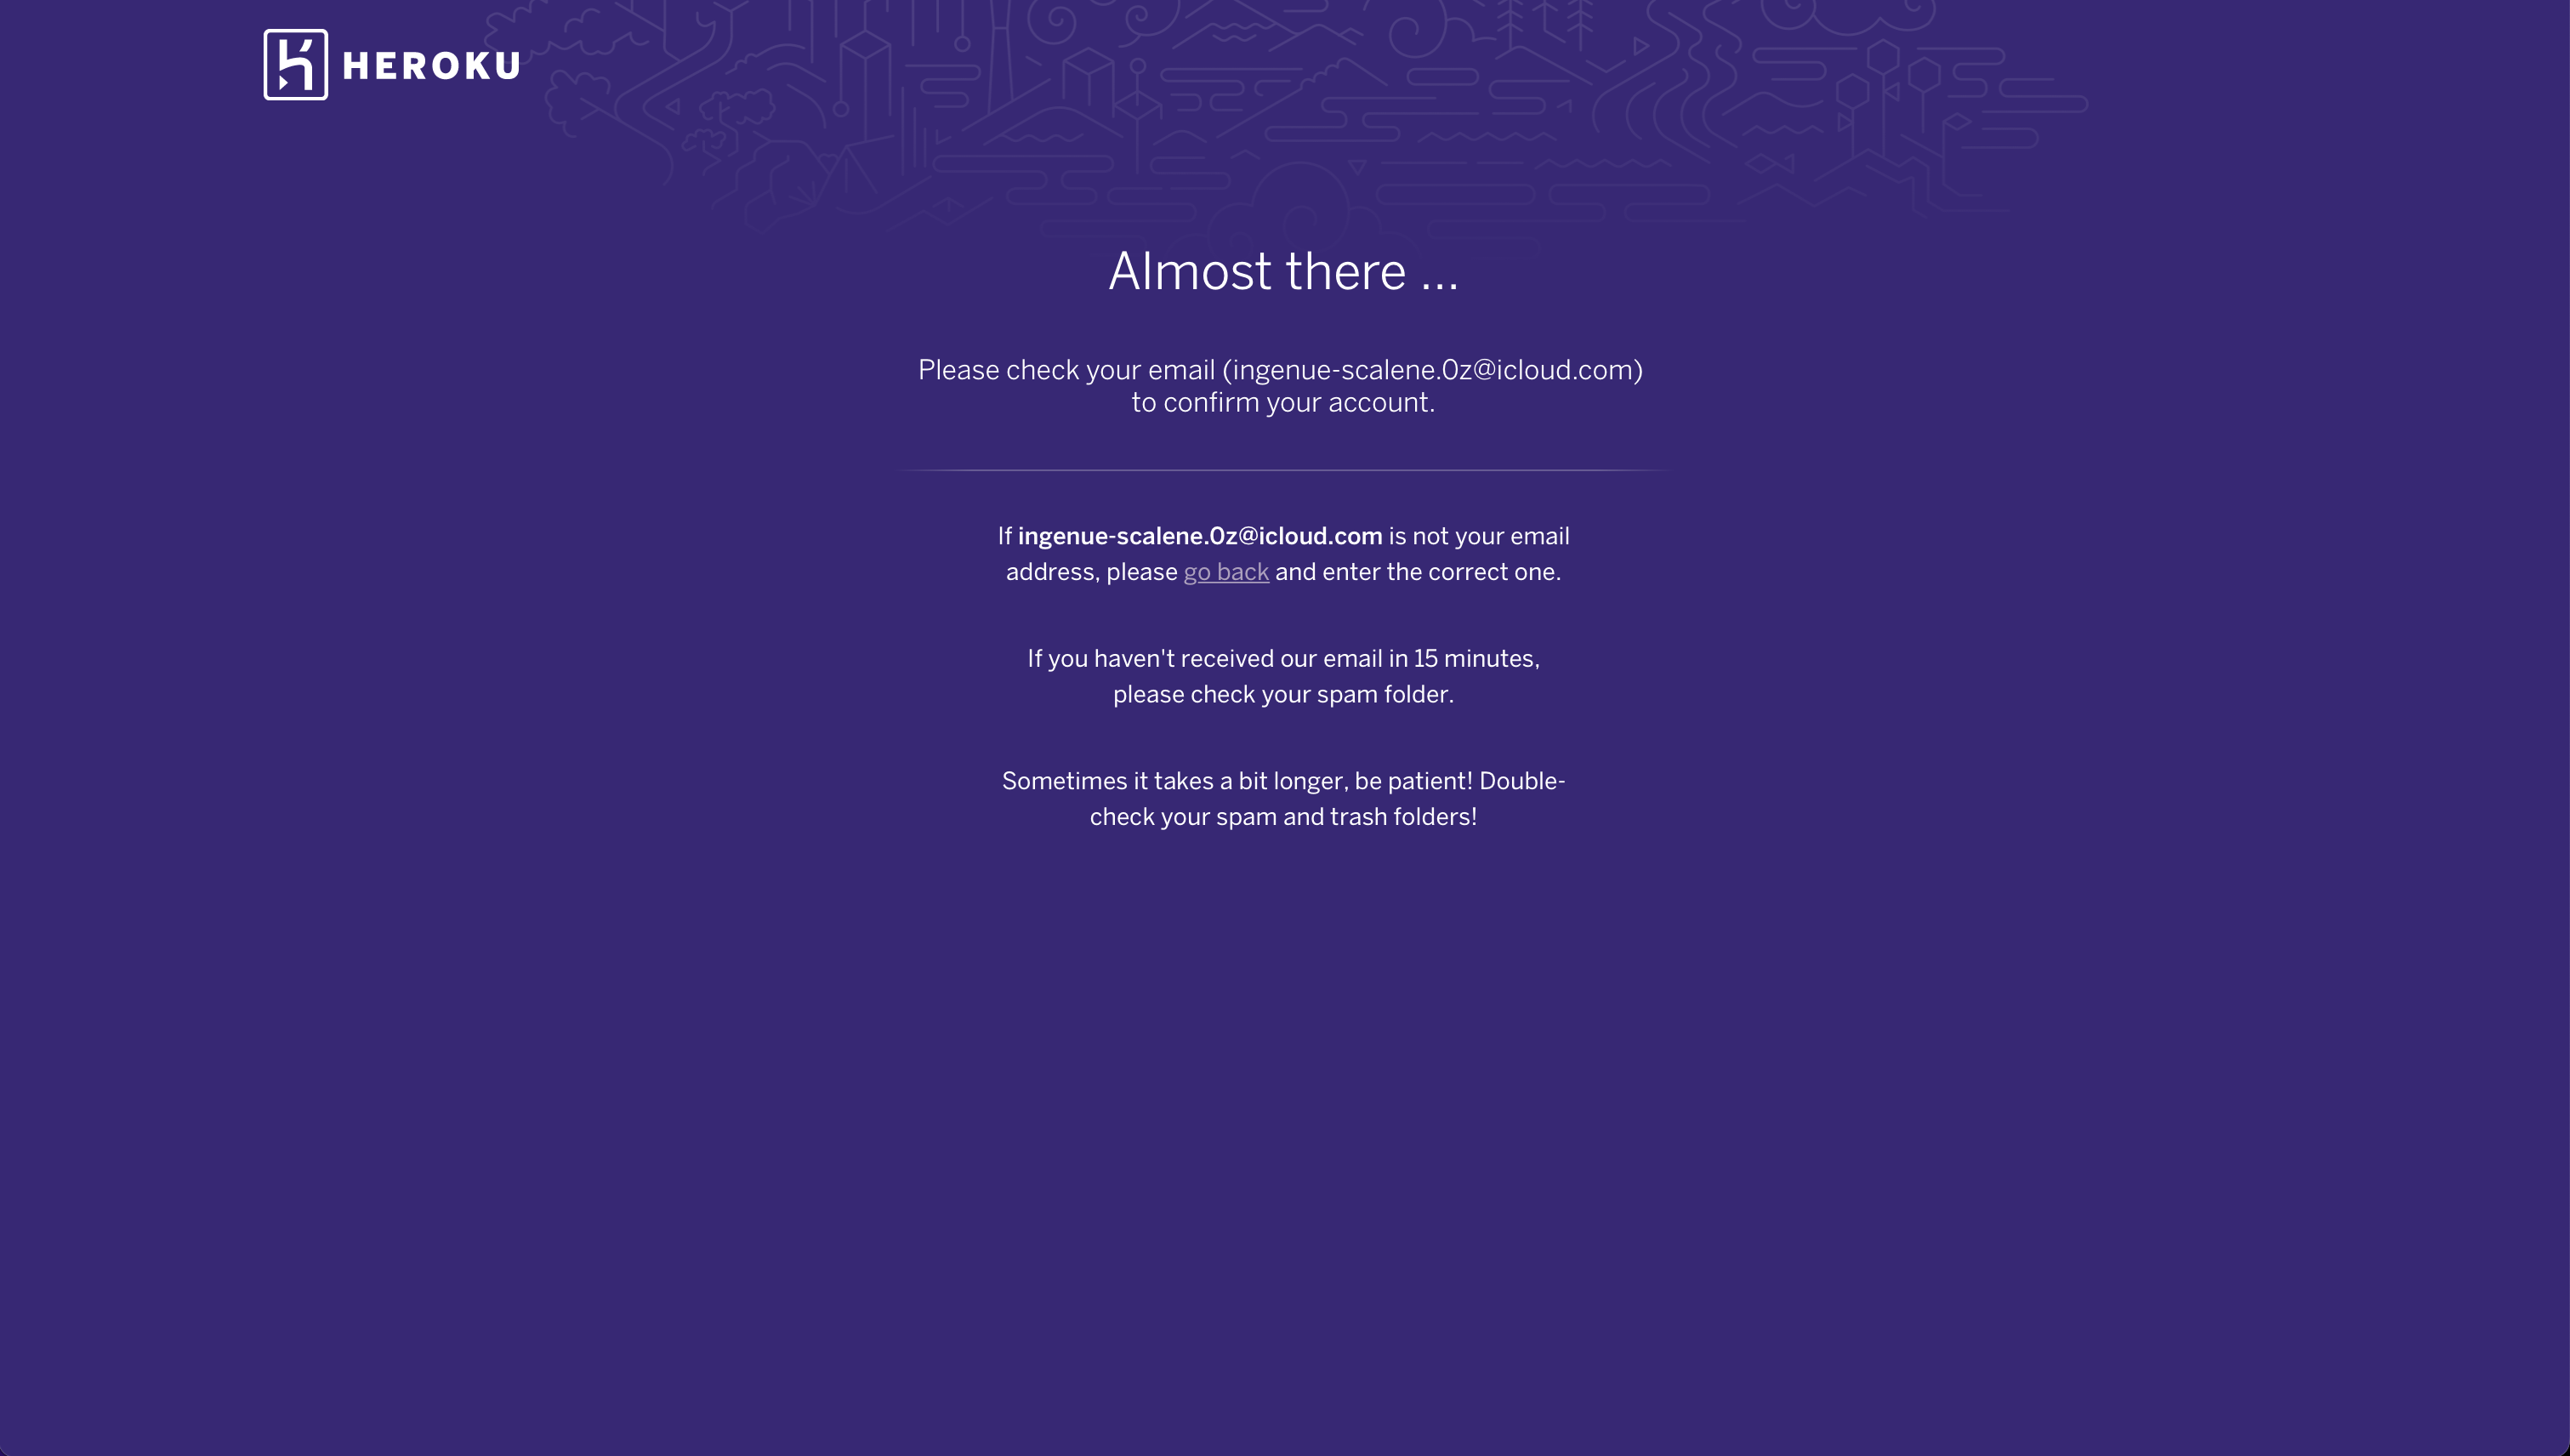 HEROKU
Almost there ...
Please check your email (ingenue-scalene.0z@icloud.com)
to confirm your account.
If ingenue-scalene.0z@icloud.com is not your email
address, please go back and enter the correct one.
If you haven't received our email in 15 minutes,
please check your spam folder.
Sometimes it takes a bit longer, be patient! Double-
check your spam and trash folders!